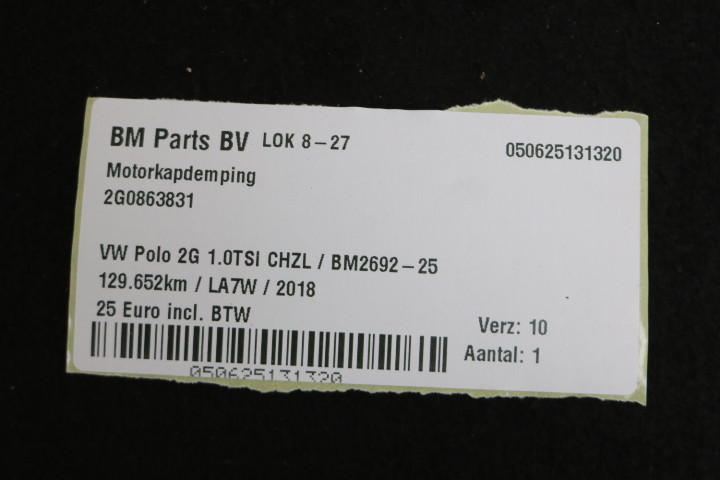 BM Parts BV LOK 8-27
050625131320
Motorkapdemping
2G0863831
VW Polo 2G 1.0TSI CHZL / BM2692-25
129.652km / LA7W / 2018
25 Euro incl. BTW
Verz: 10
Aantal: 1
050625131320